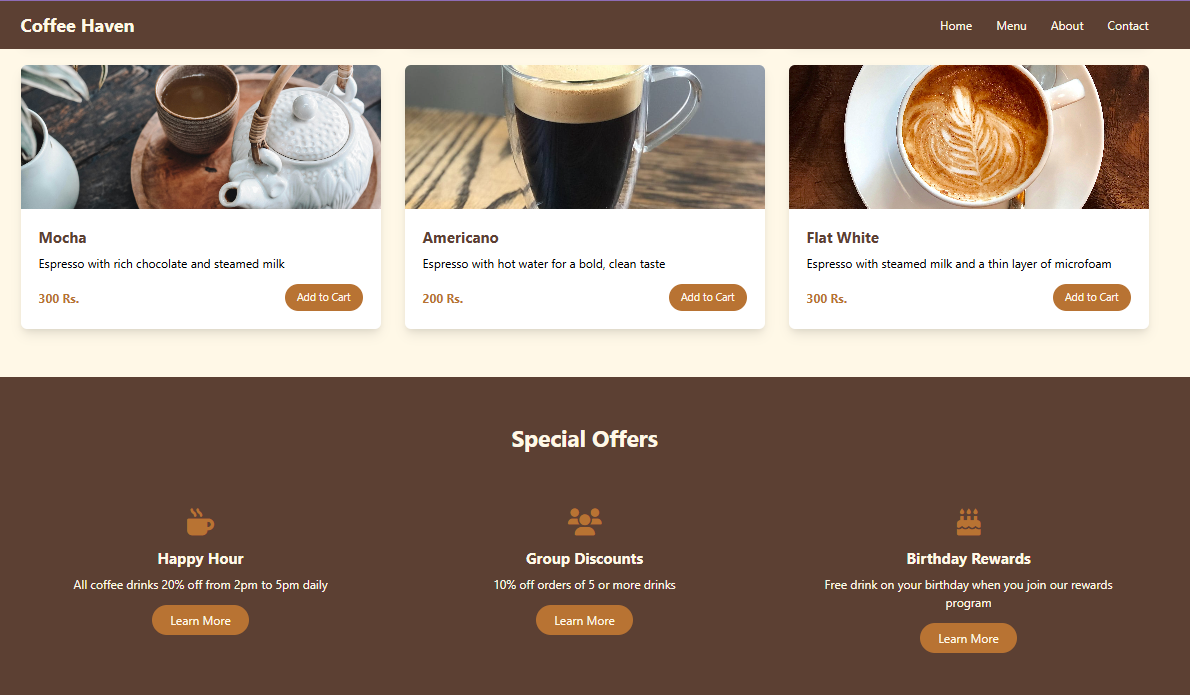 Coffee Haven
Home Menu About Contact
Mocha
Espresso with rich chocolate and steamed milk
300 Rs. Add to Cart
Americano
Espresso with hot water for a bold, clean taste
200 Rs. Add to Cart
Flat White
Espresso with steamed milk and a thin layer of microfoam
300 Rs. Add to Cart
Special Offers
Happy Hour
All coffee drinks 20% off from 2pm to 5pm daily
Learn More
Group Discounts
10% off orders of 5 or more drinks
Learn More
Birthday Rewards
Free drink on your birthday when you join our rewards
program
Learn More